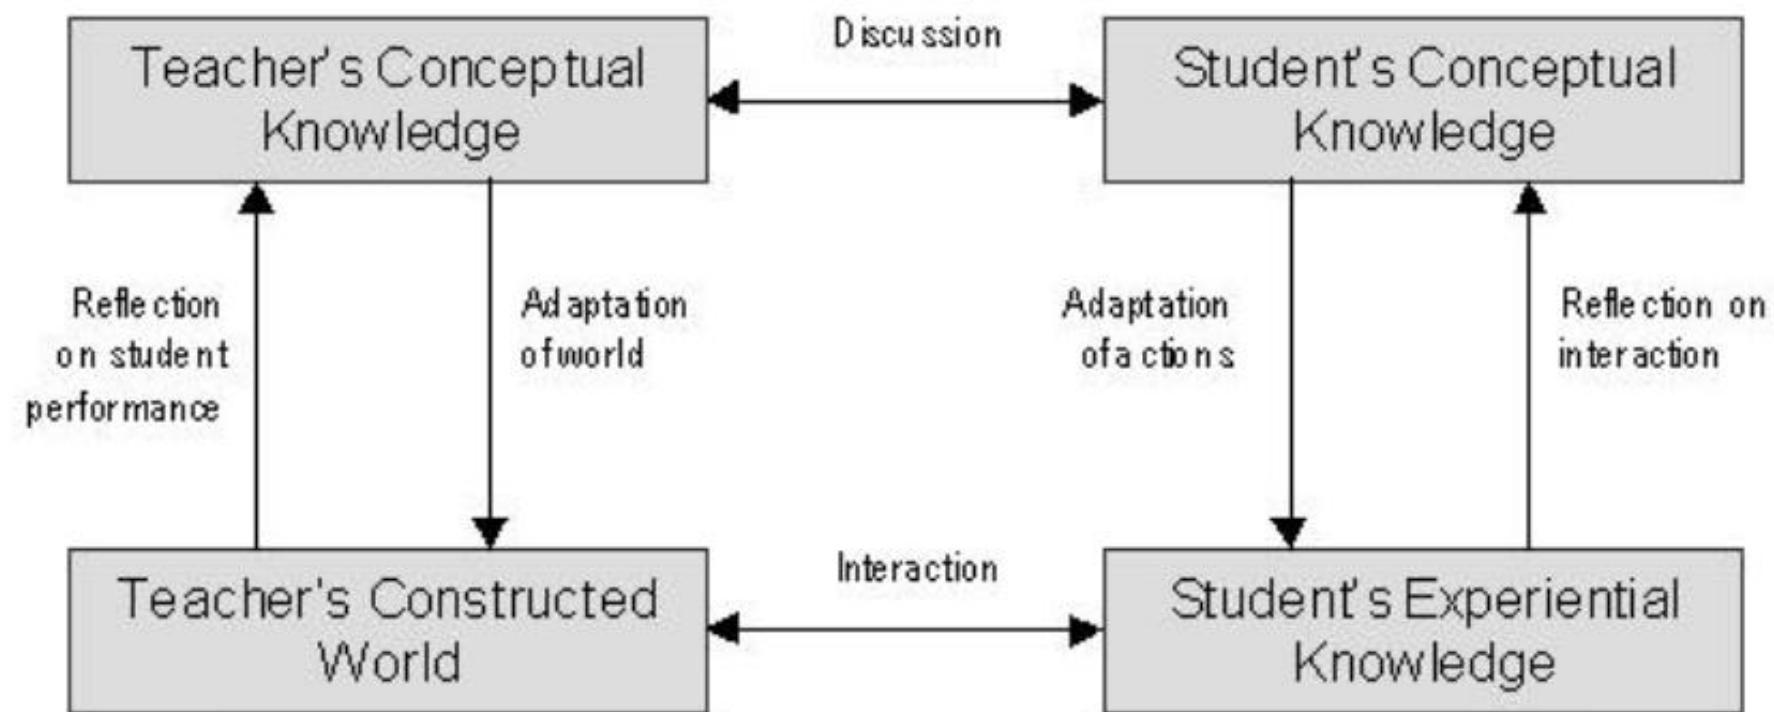 Discussion
Teacher's Conceptual
Knowledge
Student's Conceptual
Knowledge
Reflection
on student
performance
Adaptation
of world
Adaptation
of actions
Reflection on
interaction
Interaction
Teacher's Constructed
World
Student's Experiential
Knowledge